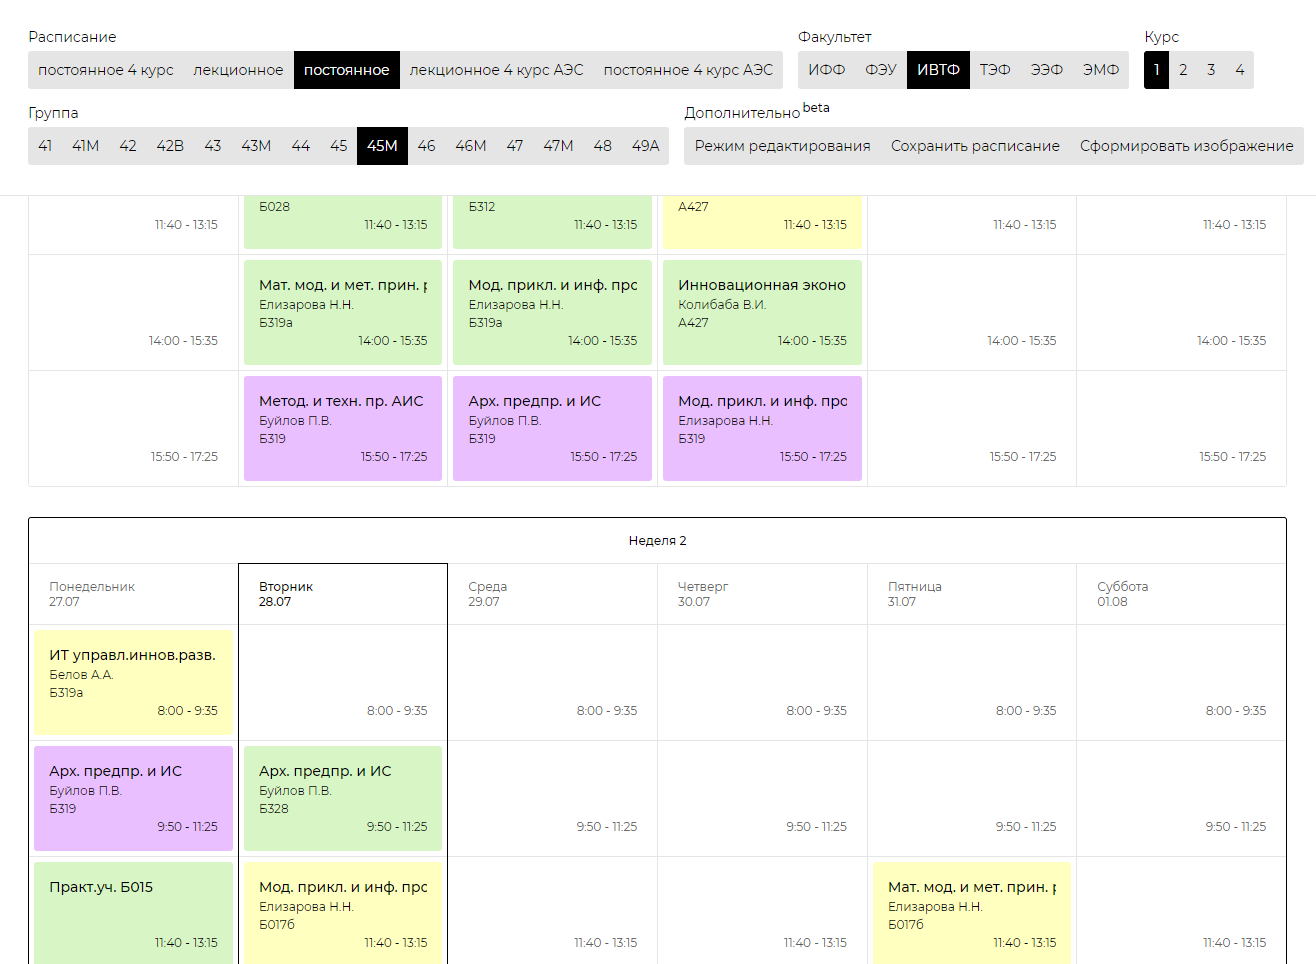 Расписание
постоянное 4 курс лекционное постоянное лекционное 4 курс АЭС постоянное 4 курс АЭС
Факультет
ИФФ ФЭУ ИВТФ ТЭФ ЭЭФ ЭМФ
Курс
1 2 3 4
Группа
41 41М 42 42В 43 43М 44 45 45М 46 46М 47 47М 48 49А
Дополнительно beta
Режим редактирования Сохранить расписание Сформировать изображение
Б028 Б312 А427
11:40 - 13:15 11:40 - 13:15 11:40 - 13:15 11:40 - 13:15 11:40 - 13:15 11:40 - 13:15
Мат. мод. и мет. прин. р Мод. прикл. и инф. прс Инновационная эконо
Елизарова Н.Н. Елизарова Н.Н. Колибаба В.И.
Б319а Б319а А427
14:00 - 15:35 14:00 - 15:35 14:00 - 15:35 14:00 - 15:35 14:00 - 15:35 14:00 - 15:35
Метод. и техн. пр. АИС Арх. предпр. и ИС Мод. прикл. и инф. прс
Буйлов П.В. Буйлов П.В. Елизарова Н.Н.
Б319 Б319 Б319
15:50 - 17:25 15:50 - 17:25 15:50 - 17:25 15:50 - 17:25 15:50 - 17:25 15:50 - 17:25
Неделя 2
Понедельник Вторник Среда Четверг Пятница Суббота
27.07 28.07 29.07 30.07 31.07 01.08
ИТ управл.иннов.разв.
Белов А.А.
Б319а
8:00 - 9:35 8:00 - 9:35 8:00 - 9:35 8:00 - 9:35 8:00 - 9:35 8:00 - 9:35
Арх. предпр. и ИС Арх. предпр. и ИС
Буйлов П.В. Буйлов П.В.
Б319 Б328
9:50 - 11:25 9:50 - 11:25 9:50 - 11:25 9:50 - 11:25 9:50 - 11:25 9:50 - 11:25
Практ.уч. Б015 Мод. прикл. и инф. прс Мат. мод. и мет. прин. р
Елизарова Н.Н. Елизарова Н.Н.
Б017б Б017б
11:40 - 13:15 11:40 - 13:15 11:40 - 13:15 11:40 - 13:15 11:40 - 13:15 11:40 - 13:15